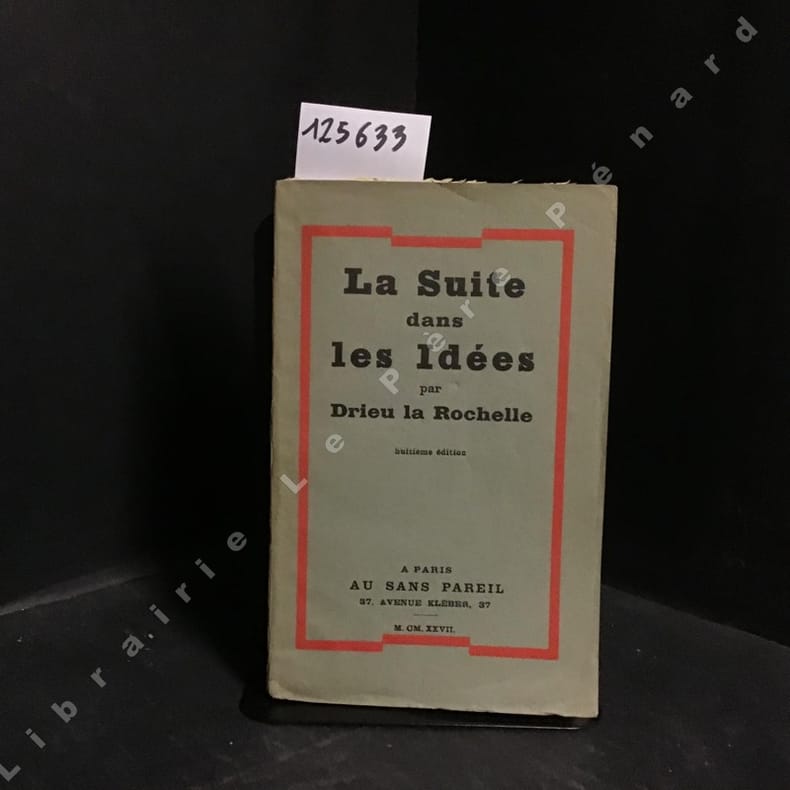 125633
La Suite
dans
les Idées
par
Drieu la Rochelle
huitième édition
A PARIS
AU SANS PAREIL
37, AVENUE KLÉBER, 37
M. CM. XXVII.
Librairie Le Père Pénard